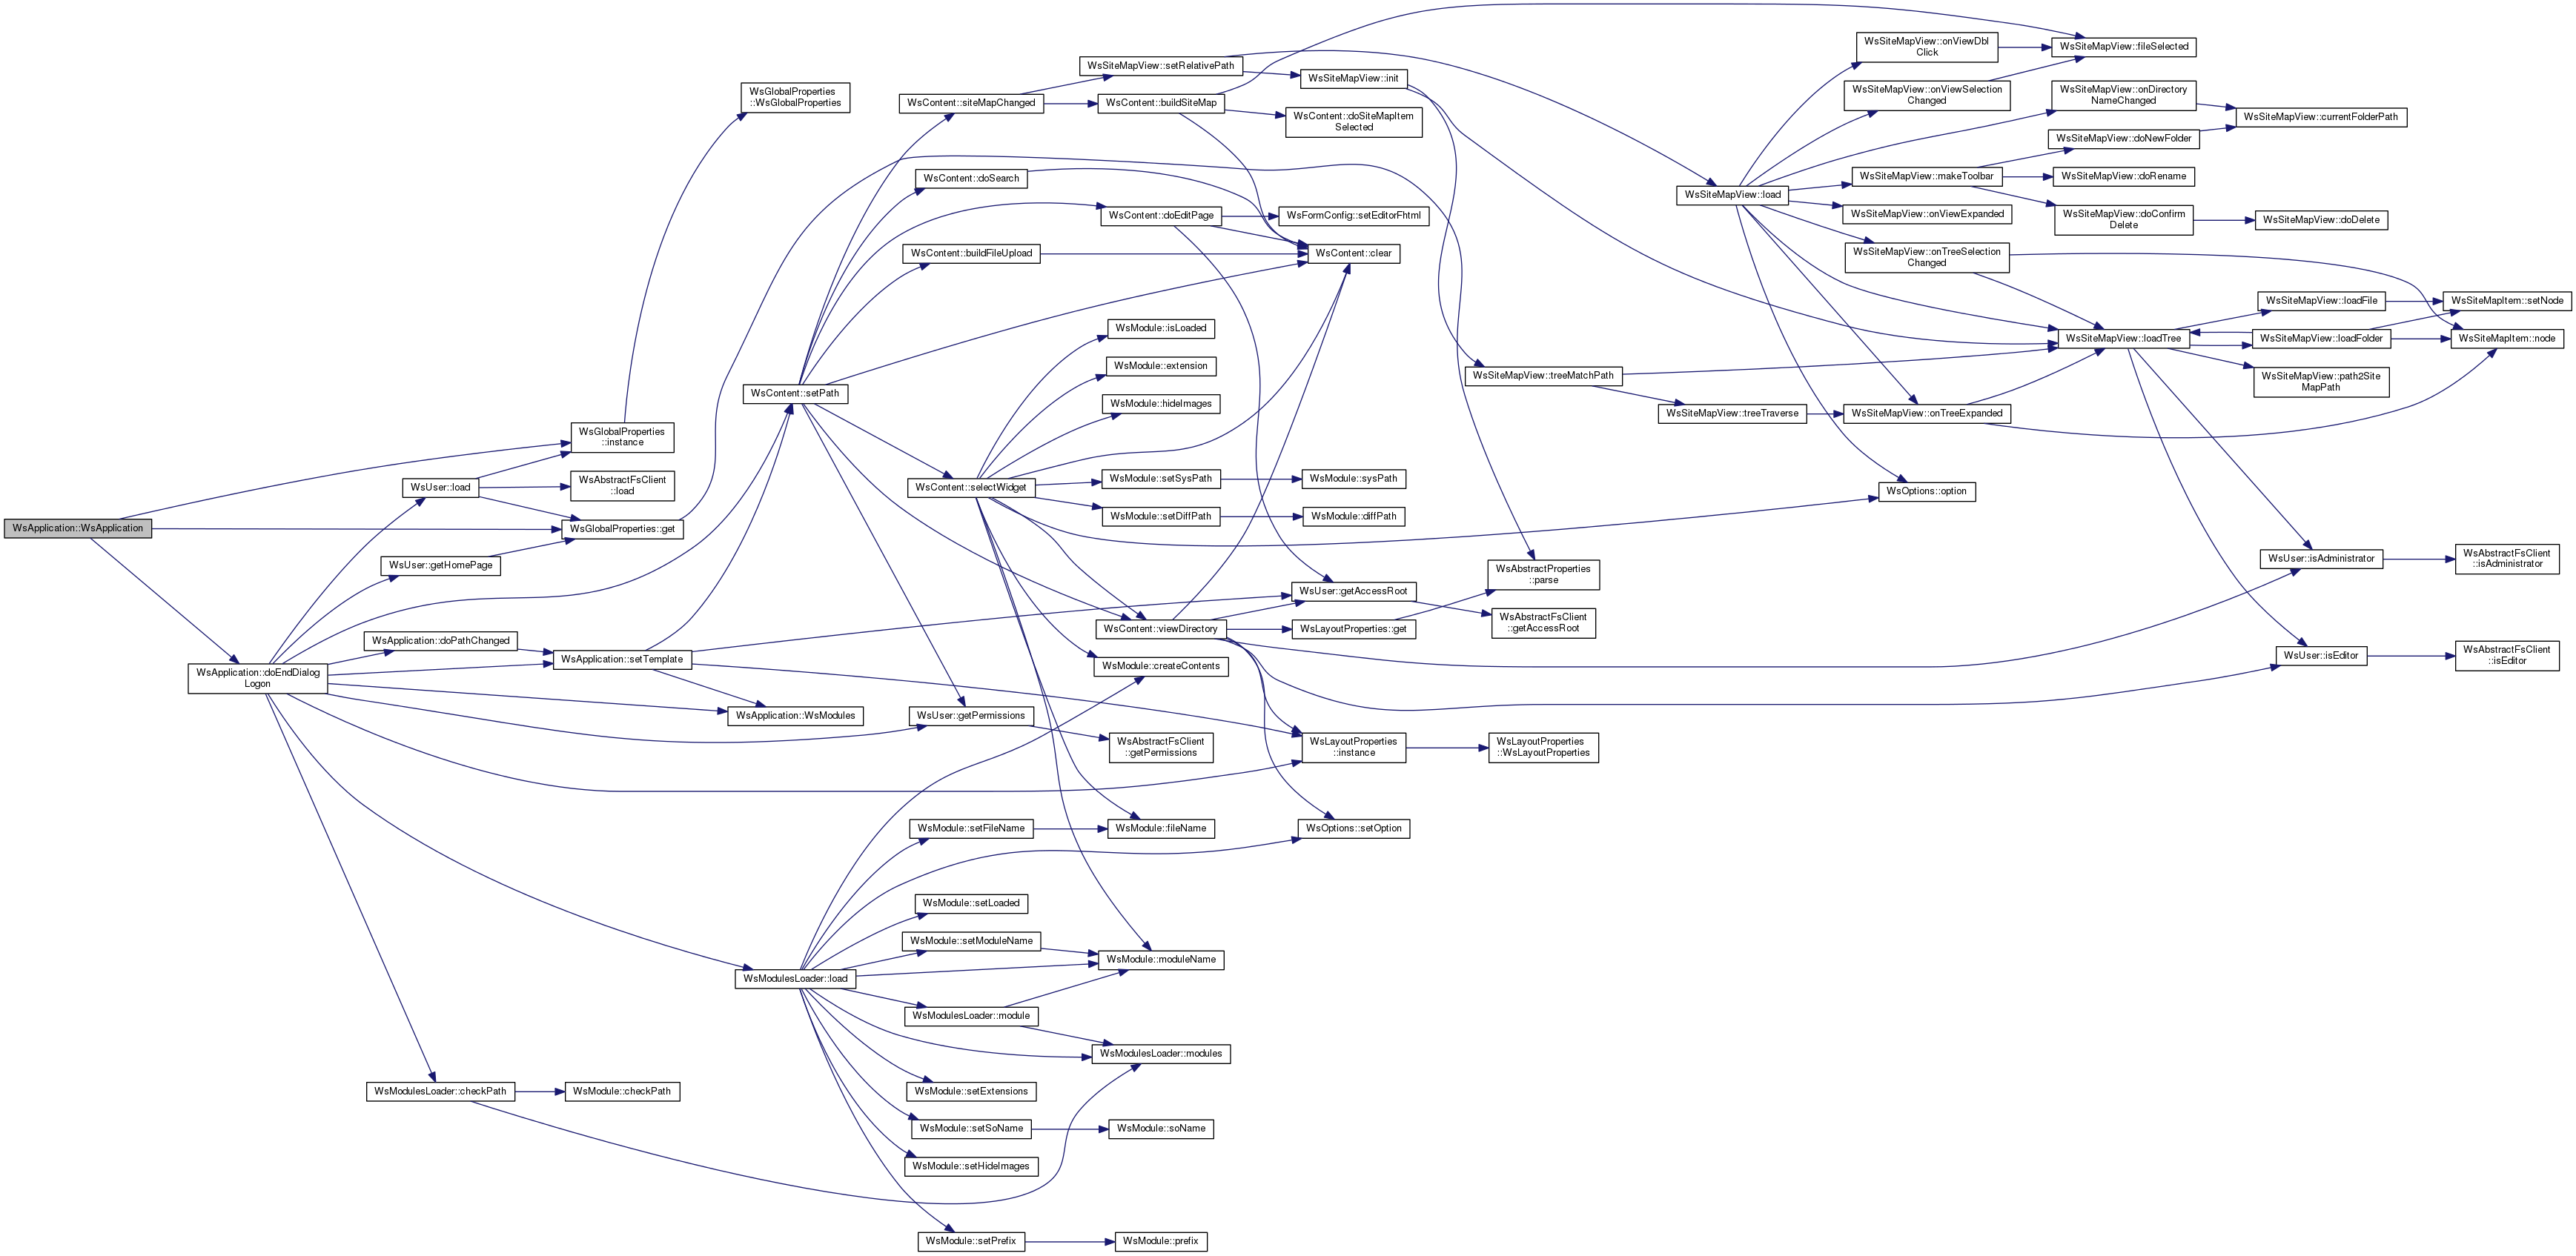 WsApplication::WsApplication
WsApplication::doEndDialog
Logon
WsUser::load
WsUser::getHomePage
WsApplication::doPathChanged
WsModulesLoader::checkPath
WsGlobalProperties
::instance
WsAbstractFsClient
::load
WsGlobalProperties::get
WsApplication::setTemplate
WsModule::checkPath
WsGlobalProperties
::WsGlobalProperties
WsContent::setPath
WsApplication::WsModules
WsModulesLoader::load
WsContent::siteMapChanged
WsContent::doSearch
WsContent::buildFileUpload
WsContent::selectWidget
WsUser::getPermissions
WsModule::setFileName
WsModule::setLoaded
WsModule::setModuleName
WsModulesLoader::module
WsModule::setExtensions
WsModule::setSoName
WsModule::setHideImages
WsModule::setPrefix
WsSiteMapView::setRelativePath
WsContent::buildSiteMap
WsContent::doEditPage
WsModule::isLoaded
WsModule::extension
WsModule::hideImages
WsModule::setSysPath
WsModule::setDiffPath
WsContent::viewDirectory
WsModule::createContents
WsAbstractFsClient
::getPermissions
WsModule::fileName
WsModule::moduleName
WsModulesLoader::modules
WsModule::soName
WsModule::prefix
WsSiteMapView::init
WsContent::doSiteMapItem
Selected
WsFormConfig::setEditorFhtml
WsContent::clear
WsModule::sysPath
WsModule::diffPath
WsUser::getAccessRoot
WsLayoutProperties::get
WsLayoutProperties
::instance
WsOptions::setOption
WsSiteMapView::treeMatchPath
WsAbstractProperties
::parse
WsAbstractFsClient
::getAccessRoot
WsLayoutProperties
::WsLayoutProperties
WsSiteMapView::load
WsSiteMapView::treeTraverse
WsSiteMapView::onViewDbl
Click
WsSiteMapView::onViewSelection
Changed
WsSiteMapView::makeToolbar
WsSiteMapView::onViewExpanded
WsSiteMapView::onTreeSelection
Changed
WsSiteMapView::onTreeExpanded
WsOptions::option
WsSiteMapView::fileSelected
WsSiteMapView::onDirectory
NameChanged
WsSiteMapView::doNewFolder
WsSiteMapView::doRename
WsSiteMapView::doConfirm
Delete
WsSiteMapView::loadTree
WsSiteMapView::currentFolderPath
WsSiteMapView::doDelete
WsSiteMapView::loadFile
WsSiteMapView::loadFolder
WsSiteMapView::path2Site
MapPath
WsUser::isAdministrator
WsUser::isEditor
WsSiteMapItem::setNode
WsSiteMapItem::node
WsAbstractFsClient
::isAdministrator
WsAbstractFsClient
::isEditor